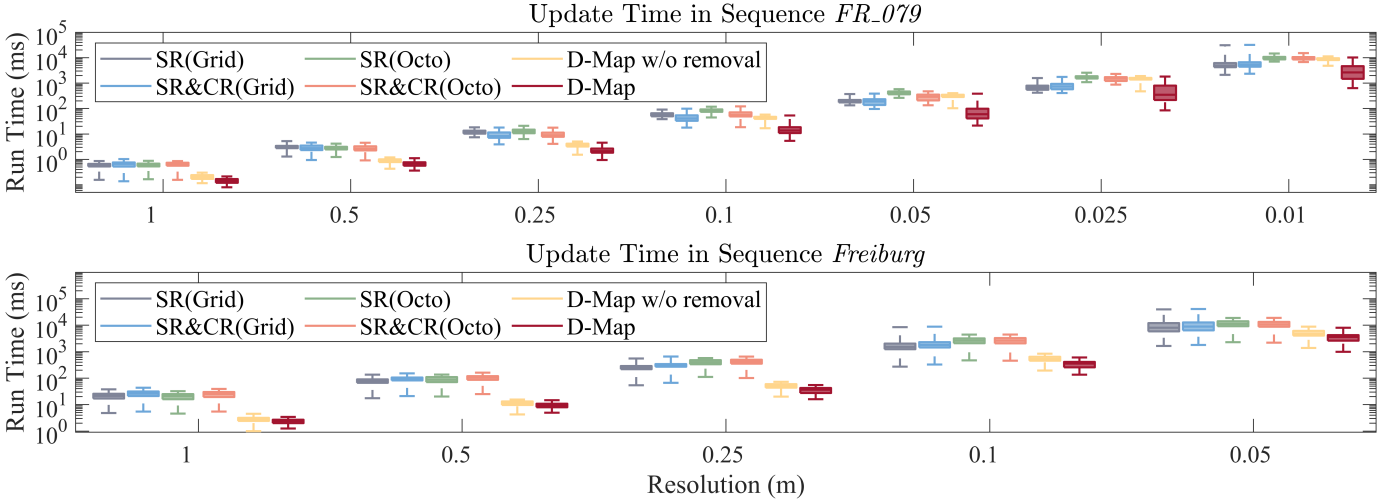 Update Time in Sequence FR_079
Run Time (ms)
10^5
10^4
10^3
10^2
10^1
10^0
SR(Grid) SR(Octo) D-Map w/o removal
SR&CR(Grid) SR&CR(Octo) D-Map
1 0.5 0.25 0.1 0.05 0.025 0.01
Update Time in Sequence Freiburg
Run Time (ms)
10^5
10^4
10^3
10^2
10^1
10^0
SR(Grid) SR(Octo) D-Map w/o removal
SR&CR(Grid) SR&CR(Octo) D-Map
1 0.5 0.25 0.1 0.05
Resolution (m)